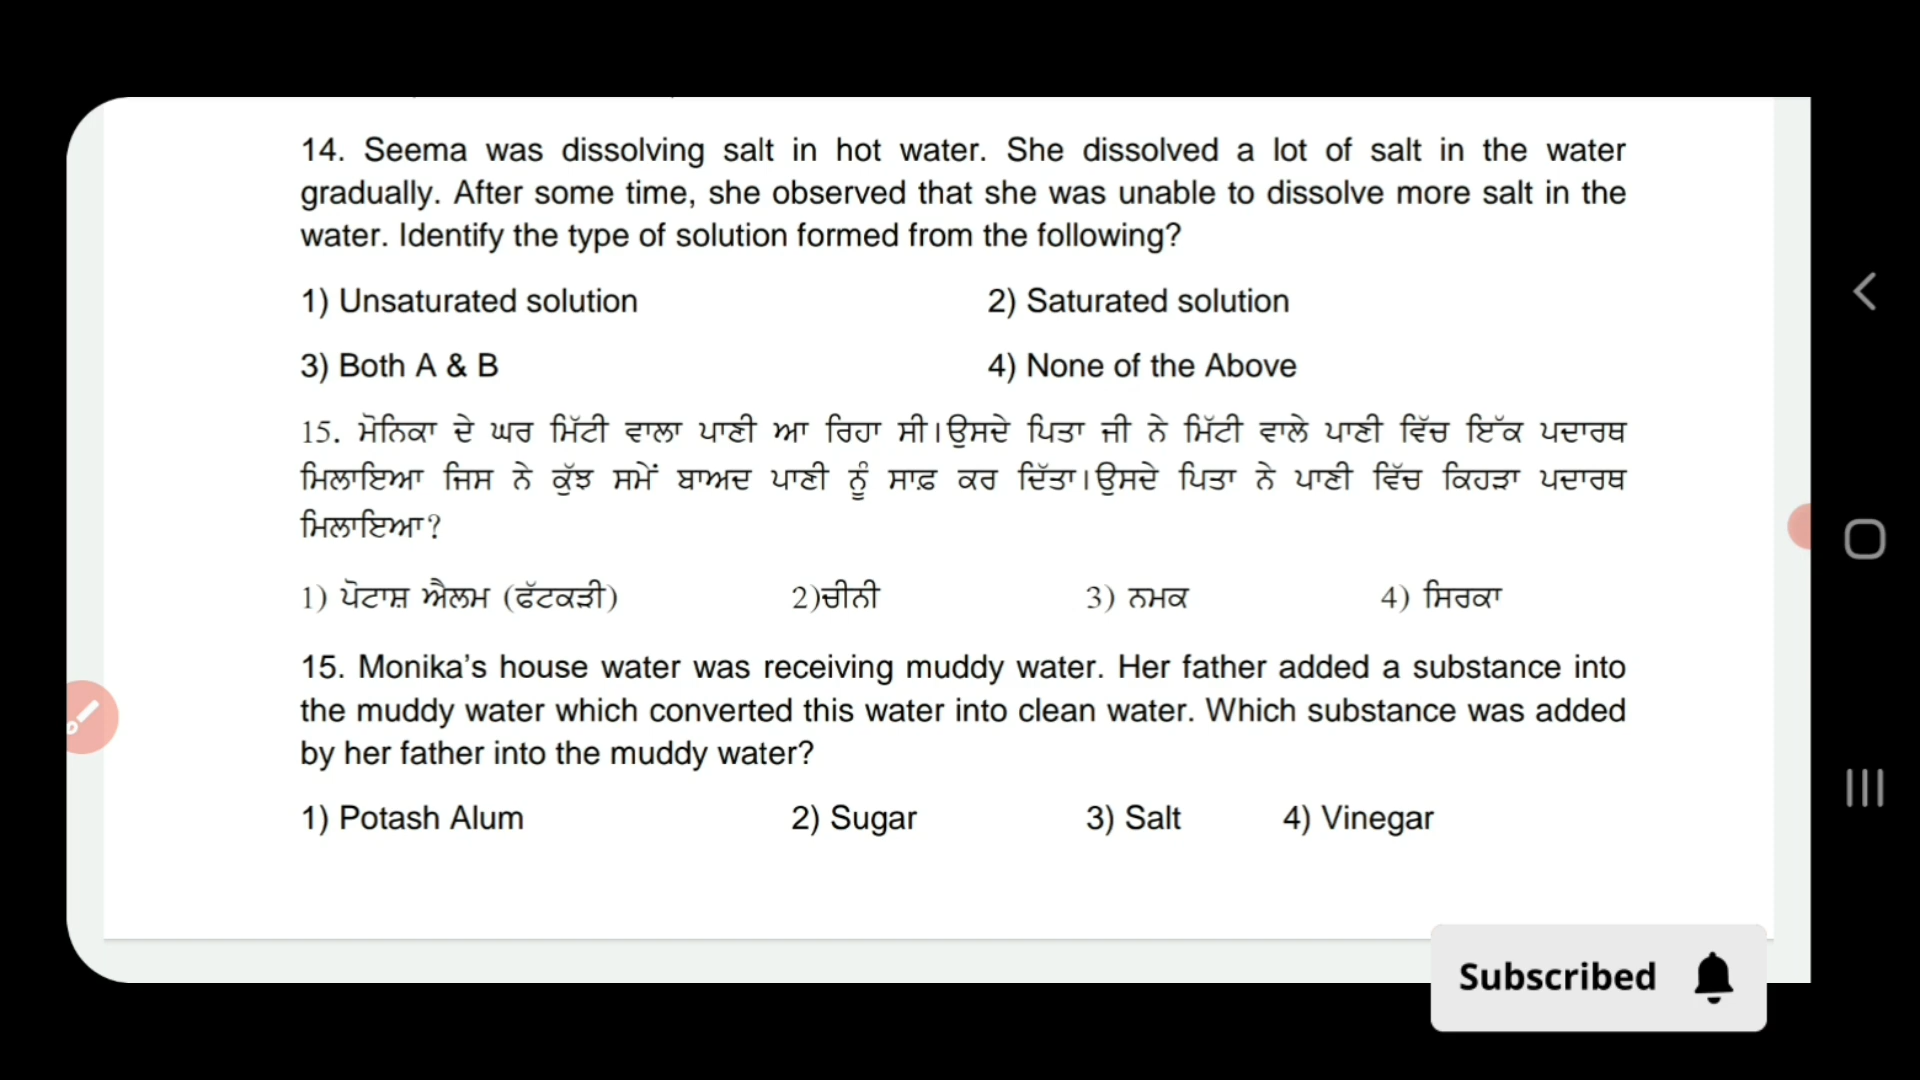 14. Seema was dissolving salt in hot water. She dissolved a lot of salt in the water
gradually. After some time, she observed that she was unable to dissolve more salt in the
water. Identify the type of solution formed from the following?
1) Unsaturated solution 2) Saturated solution
3) Both A & B 4) None of the Above
15. ਮੋਨਿਕਾ ਦੇ ਘਰ ਮਿੱਟੀ ਵਾਲਾ ਪਾਣੀ ਆ ਰਿਹਾ ਸੀ।ਉਸਦੇ ਪਿਤਾ ਜੀ ਨੇ ਮਿੱਟੀ ਵਾਲੇ ਪਾਣੀ ਵਿੱਚ ਇੱਕ ਪਦਾਰਥ
ਮਿਲਾਇਆ ਜਿਸ ਨੇ ਕੁੱਝ ਸਮੇਂ ਬਾਅਦ ਪਾਣੀ ਨੂੰ ਸਾਫ਼ ਕਰ ਦਿੱਤਾ।ਉਸਦੇ ਪਿਤਾ ਨੇ ਪਾਣੀ ਵਿੱਚ ਕਿਹੜਾ ਪਦਾਰਥ
ਮਿਲਾਇਆ?
1) ਪੋਟਾਸ਼ ਐਲਮ (ਫੱਟਕੜੀ) 2)ਚੀਨੀ 3) ਨਮਕ 4) ਸਿਰਕਾ
15. Monika’s house water was receiving muddy water. Her father added a substance into
the muddy water which converted this water into clean water. Which substance was added
by her father into the muddy water?
1) Potash Alum 2) Sugar 3) Salt 4) Vinegar
Subscribed